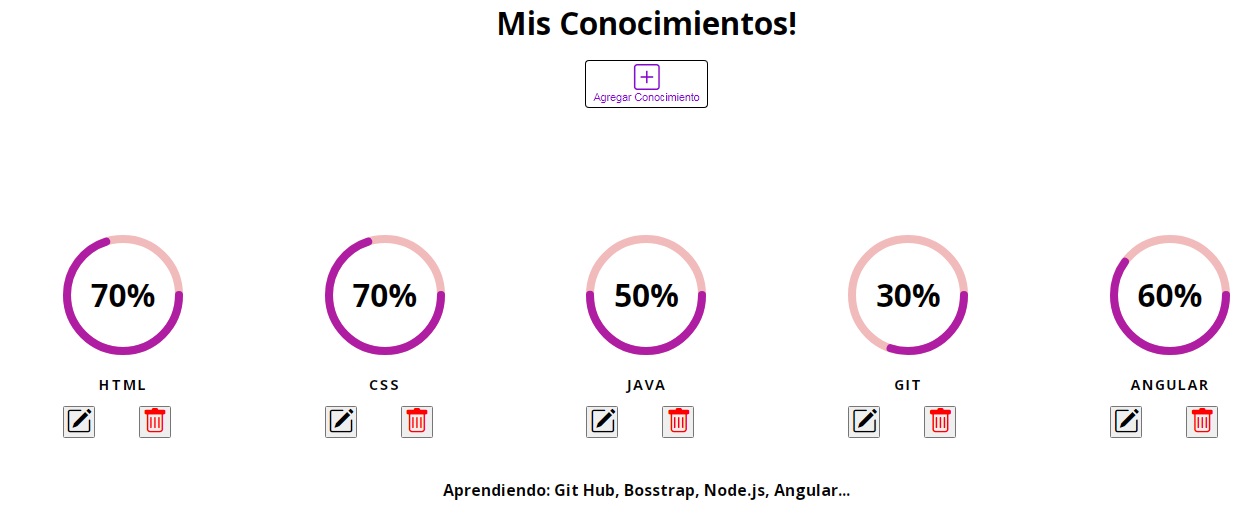 Mis Conocimientos!
Agregar Conocimiento
70% 70% 50% 30% 60%
HTML CSS JAVA GIT ANGULAR
Aprendiendo: Git Hub, Bosstrap, Node.js, Angular...